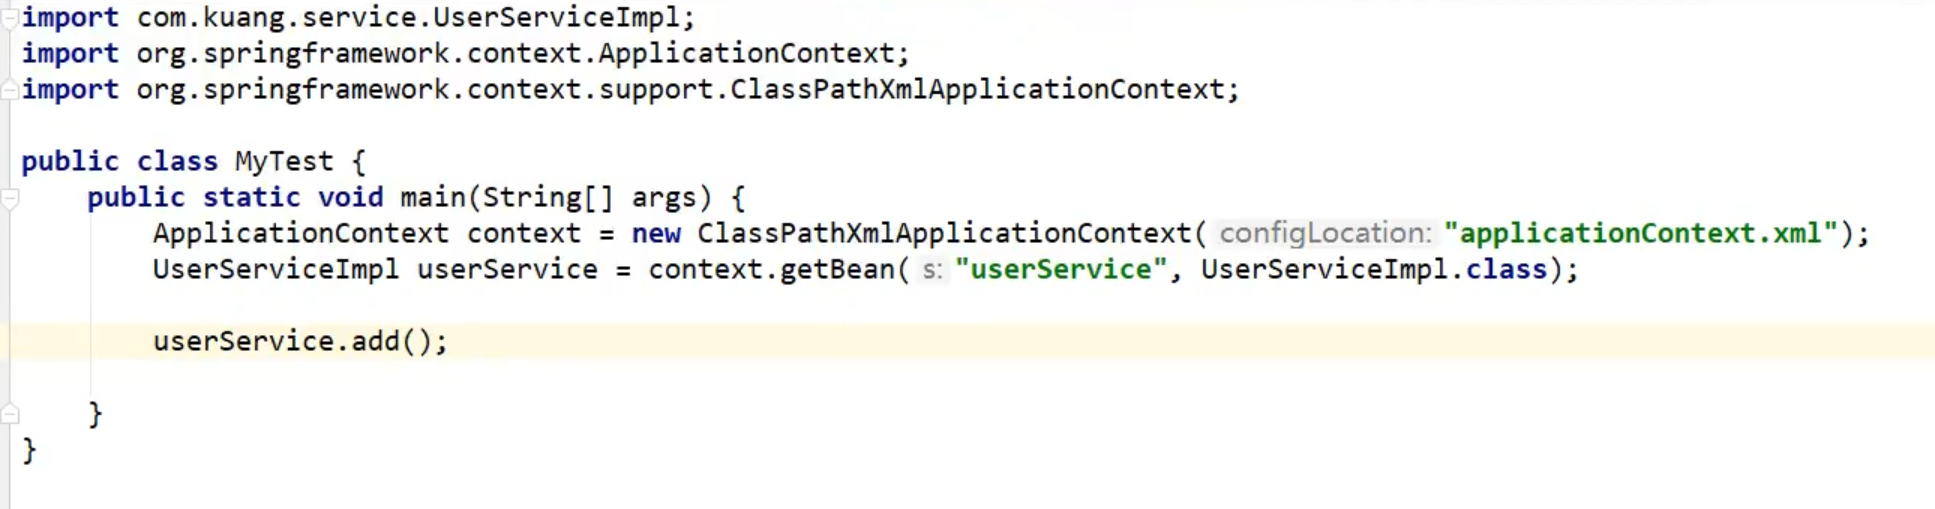 import com.kuang.service.UserServiceImpl;
import org.springframework.context.ApplicationContext;
import org.springframework.context.support.ClassPathXmlApplicationContext;
public class MyTest {
public static void main(String[] args) {
ApplicationContext context = new ClassPathXmlApplicationContext( configLocation: "applicationContext.xml");
UserServiceImpl userService = context.getBean( s: "userService", UserServiceImpl.class);
userService.add();
}
}